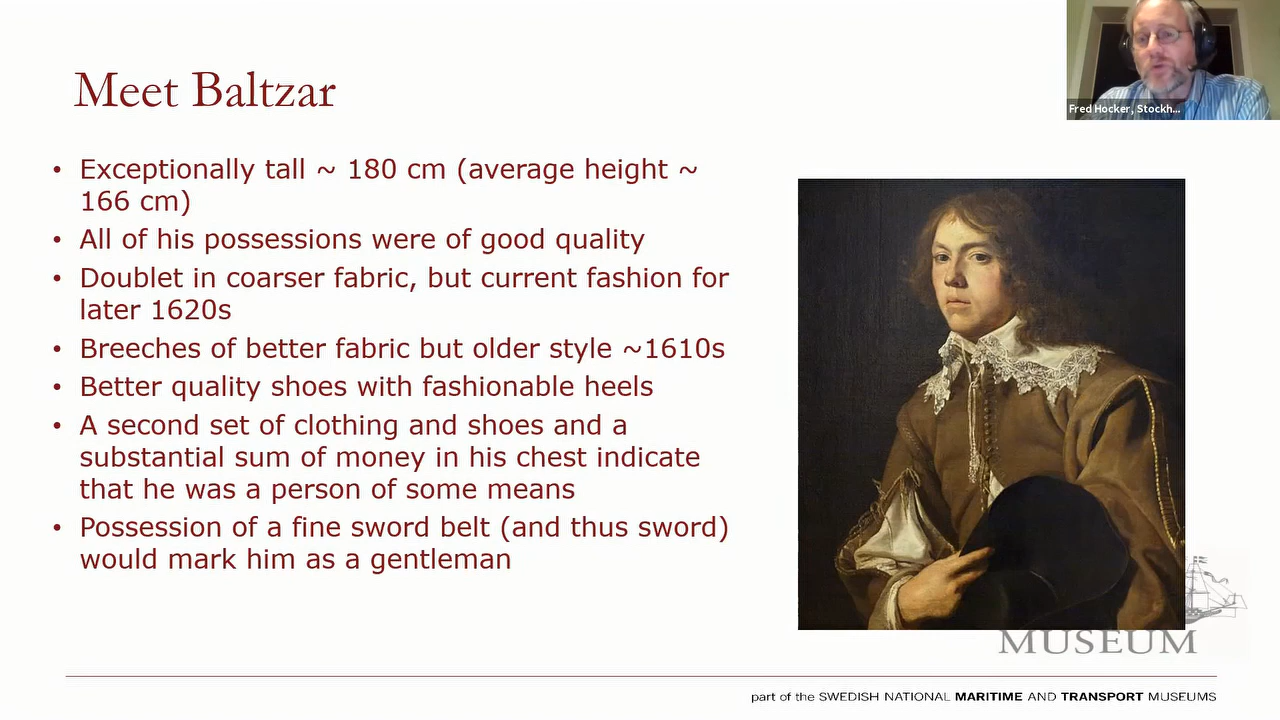 Meet Baltzar
Fred Hocker, Stockh...
• Exceptionally tall ~ 180 cm (average height ~
166 cm)
• All of his possessions were of good quality
• Doublet in coarser fabric, but current fashion for
later 1620s
• Breeches of better fabric but older style ~1610s
• Better quality shoes with fashionable heels
• A second set of clothing and shoes and a
substantial sum of money in his chest indicate
that he was a person of some means
• Possession of a fine sword belt (and thus sword)
would mark him as a gentleman
MUSEUM
part of the SWEDISH NATIONAL MARITIME AND TRANSPORT MUSEUMS